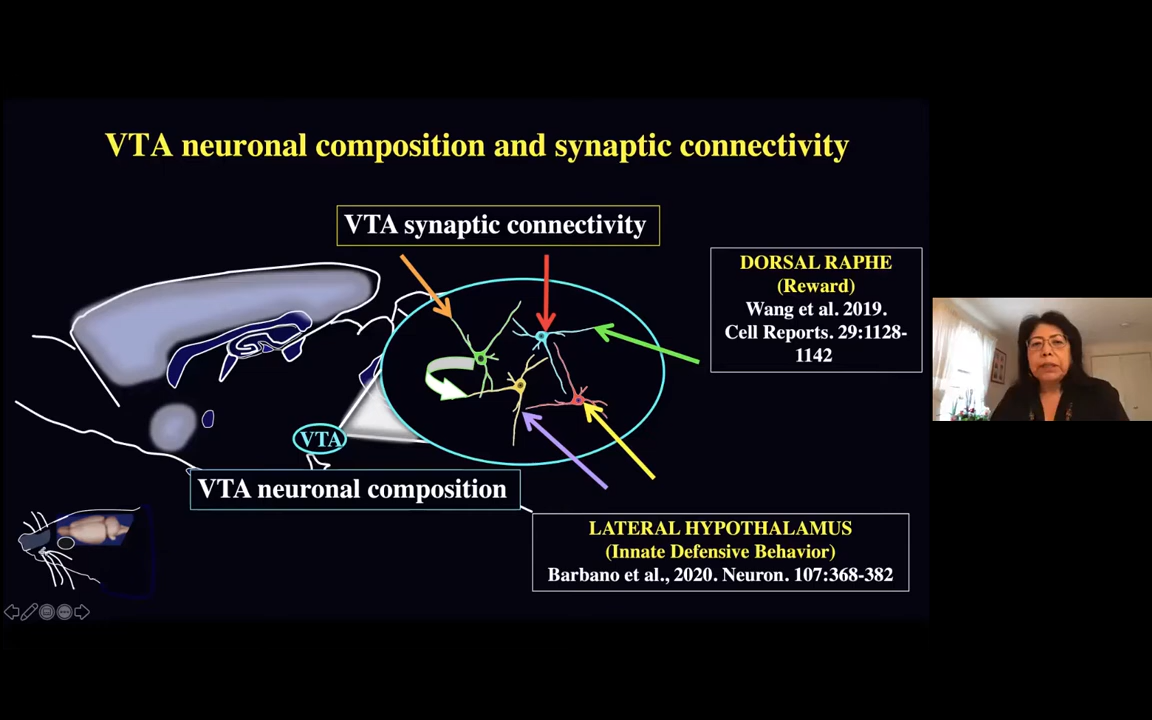 VTA neuronal composition and synaptic connectivity
VTA synaptic connectivity
DORSAL RAPHE
(Reward)
Wang et al. 2019.
Cell Reports. 29:1128-
1142
VTA
VTA neuronal composition
LATERAL HYPOTHALAMUS
(Innate Defensive Behavior)
Barbano et al., 2020. Neuron. 107:368-382